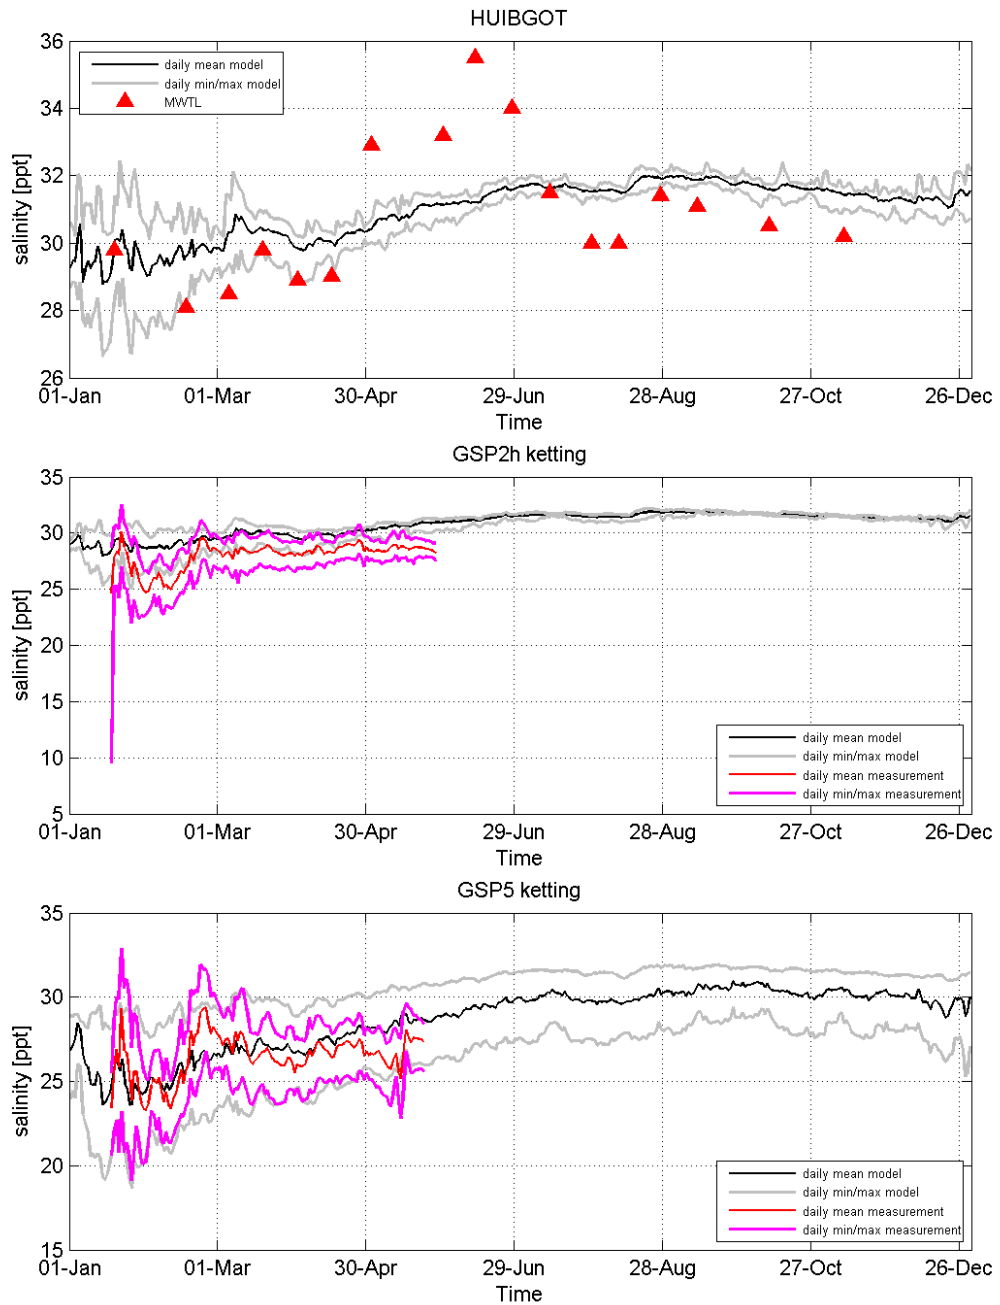 HUIBGOT
36
34
32
30
28
26
salinity [ppt]
daily mean model
daily min/max model
MWTL
01-Jan 01-Mar 30-Apr 29-Jun 28-Aug 27-Oct 26-Dec
Time
GSP2h ketting
35
30
25
20
15
10
5
salinity [ppt]
daily mean model
daily min/max model
daily mean measurement
daily min/max measurement
01-Jan 01-Mar 30-Apr 29-Jun 28-Aug 27-Oct 26-Dec
Time
GSP5 ketting
35
30
25
20
15
salinity [ppt]
daily mean model
daily min/max model
daily mean measurement
daily min/max measurement
01-Jan 01-Mar 30-Apr 29-Jun 28-Aug 27-Oct 26-Dec
Time